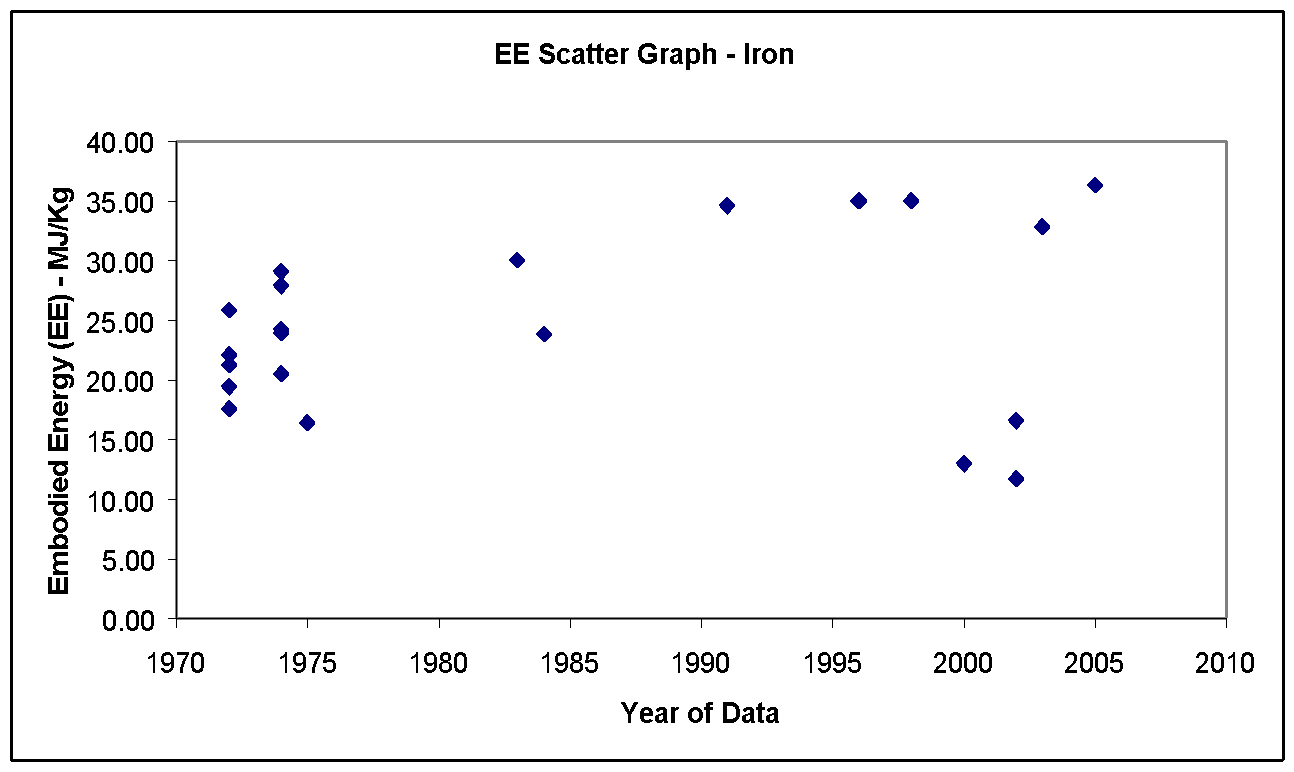 EE Scatter Graph - Iron
40.00
35.00
30.00
25.00
20.00
15.00
10.00
5.00
0.00
Embodied Energy (EE) - MJ/Kg
1970 1975 1980 1985 1990 1995 2000 2005 2010
Year of Data